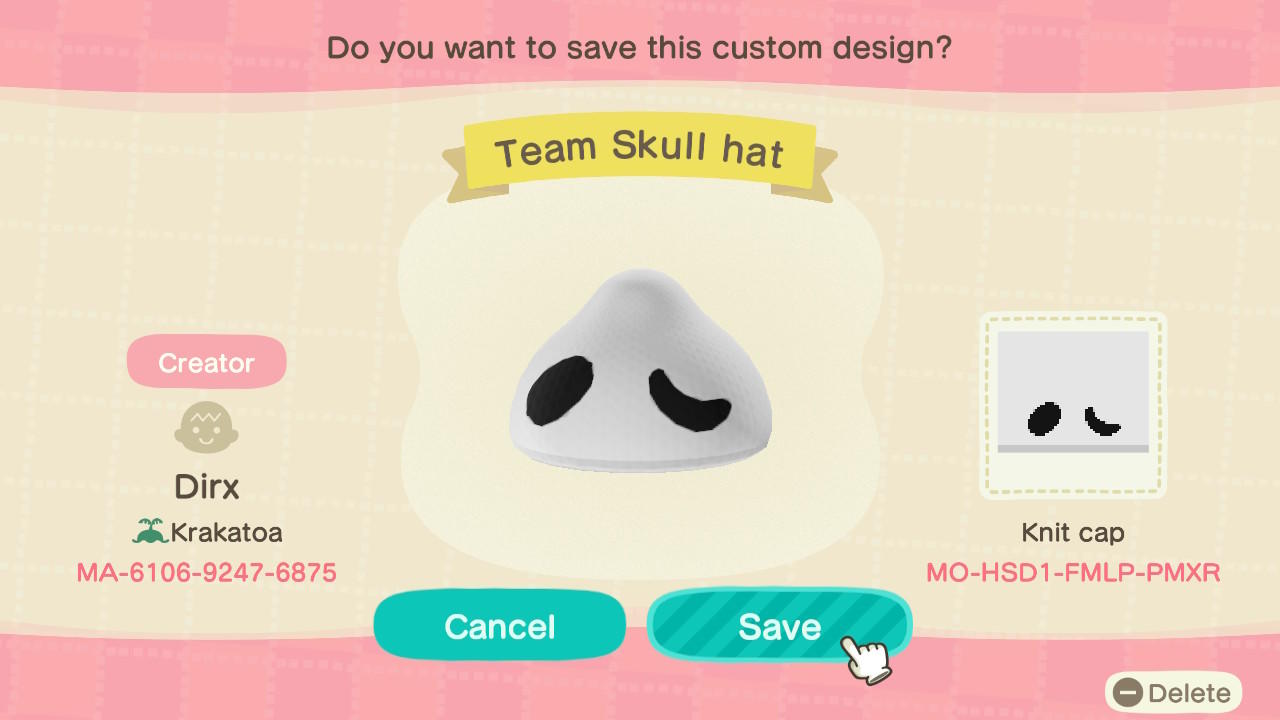 Do you want to save this custom design?
Team Skull hat
Creator
Dirx
Krakatoa
MA-6106-9247-6875
Knit cap
MO-HSD1-FMLP-PMXR
Cancel
Save
Delete